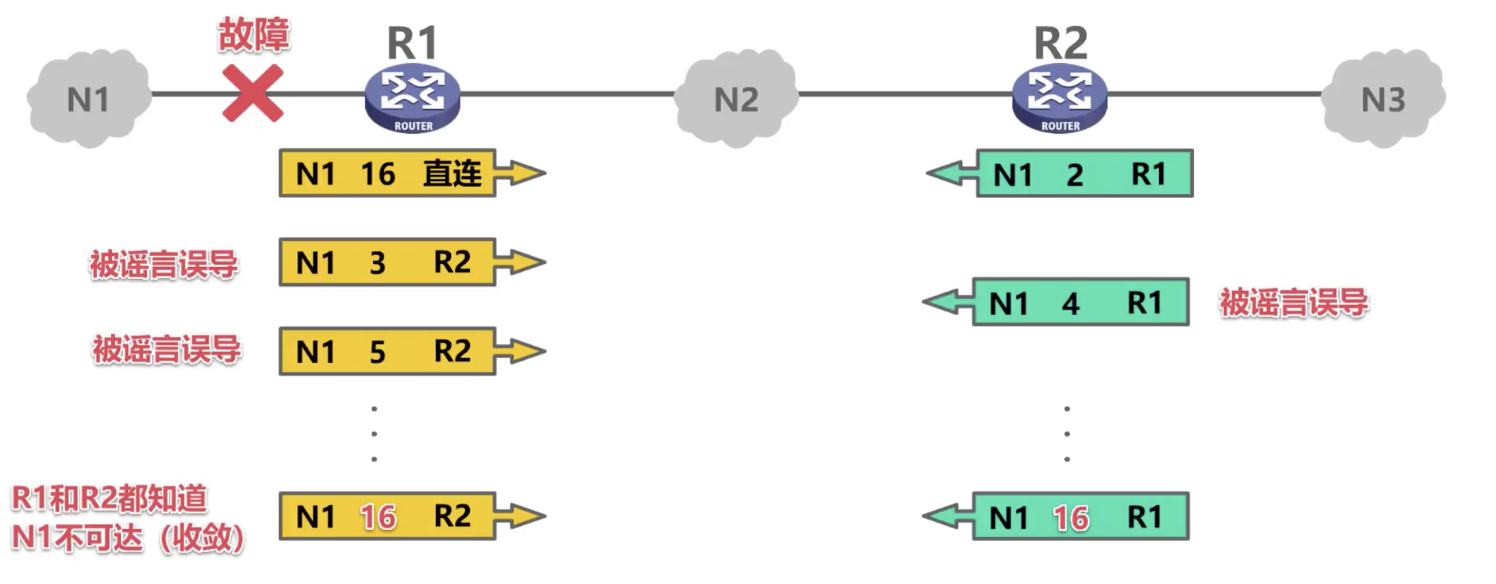 故障
R1
R2
N1
N2
N3
ROUTER
ROUTER
N1 16 直连
N1 2 R1
被谣言误导
N1 3 R2
N1 4 R1
被谣言误导
被谣言误导
N1 5 R2
R1和R2都知道
N1不可达（收敛）
N1 16 R2
N1 16 R1